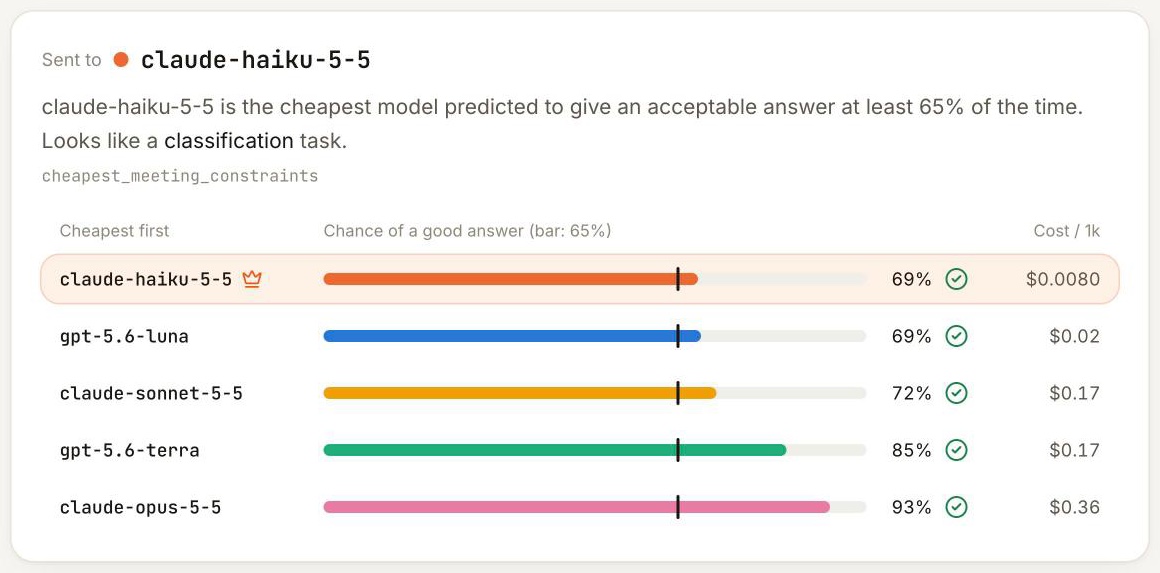 Sent to claude-haiku-5-5
claude-haiku-5-5 is the cheapest model predicted to give an acceptable answer at least 65% of the time.
Looks like a classification task.
cheapest_meeting_constraints
Cheapest first Chance of a good answer (bar: 65%) Cost / 1k
claude-haiku-5-5 69% $0.0080
gpt-5.6-luna 69% $0.02
claude-sonnet-5-5 72% $0.17
gpt-5.6-terra 85% $0.17
claude-opus-5-5 93% $0.36